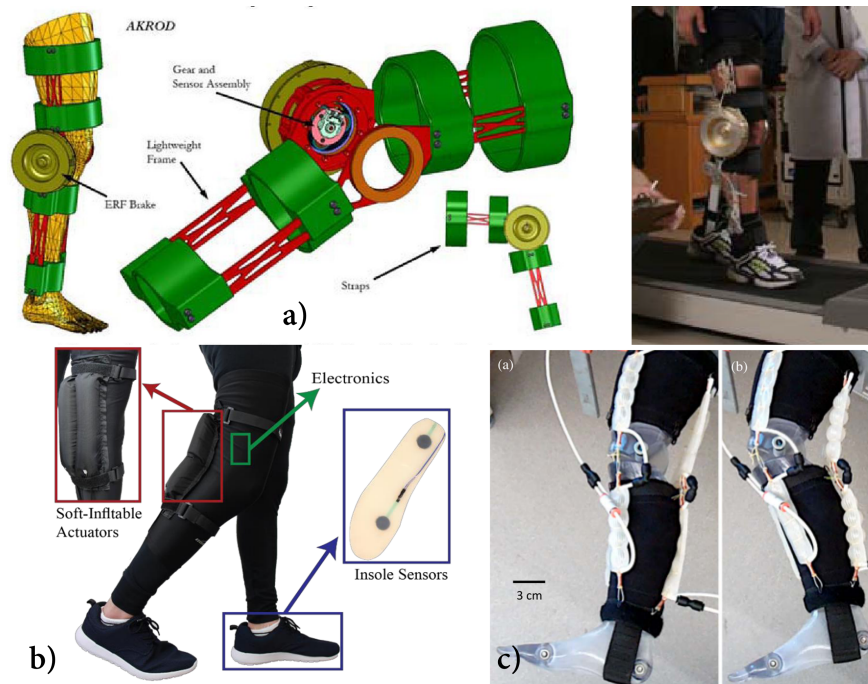 AKROD
Gear and
Sensor Assembly
Lightweight
Frame
ERF Brake
Straps
a)
Electronics
Soft-Infltable
Actuators
Insole Sensors
b)
(a)
(b)
3 cm
c)